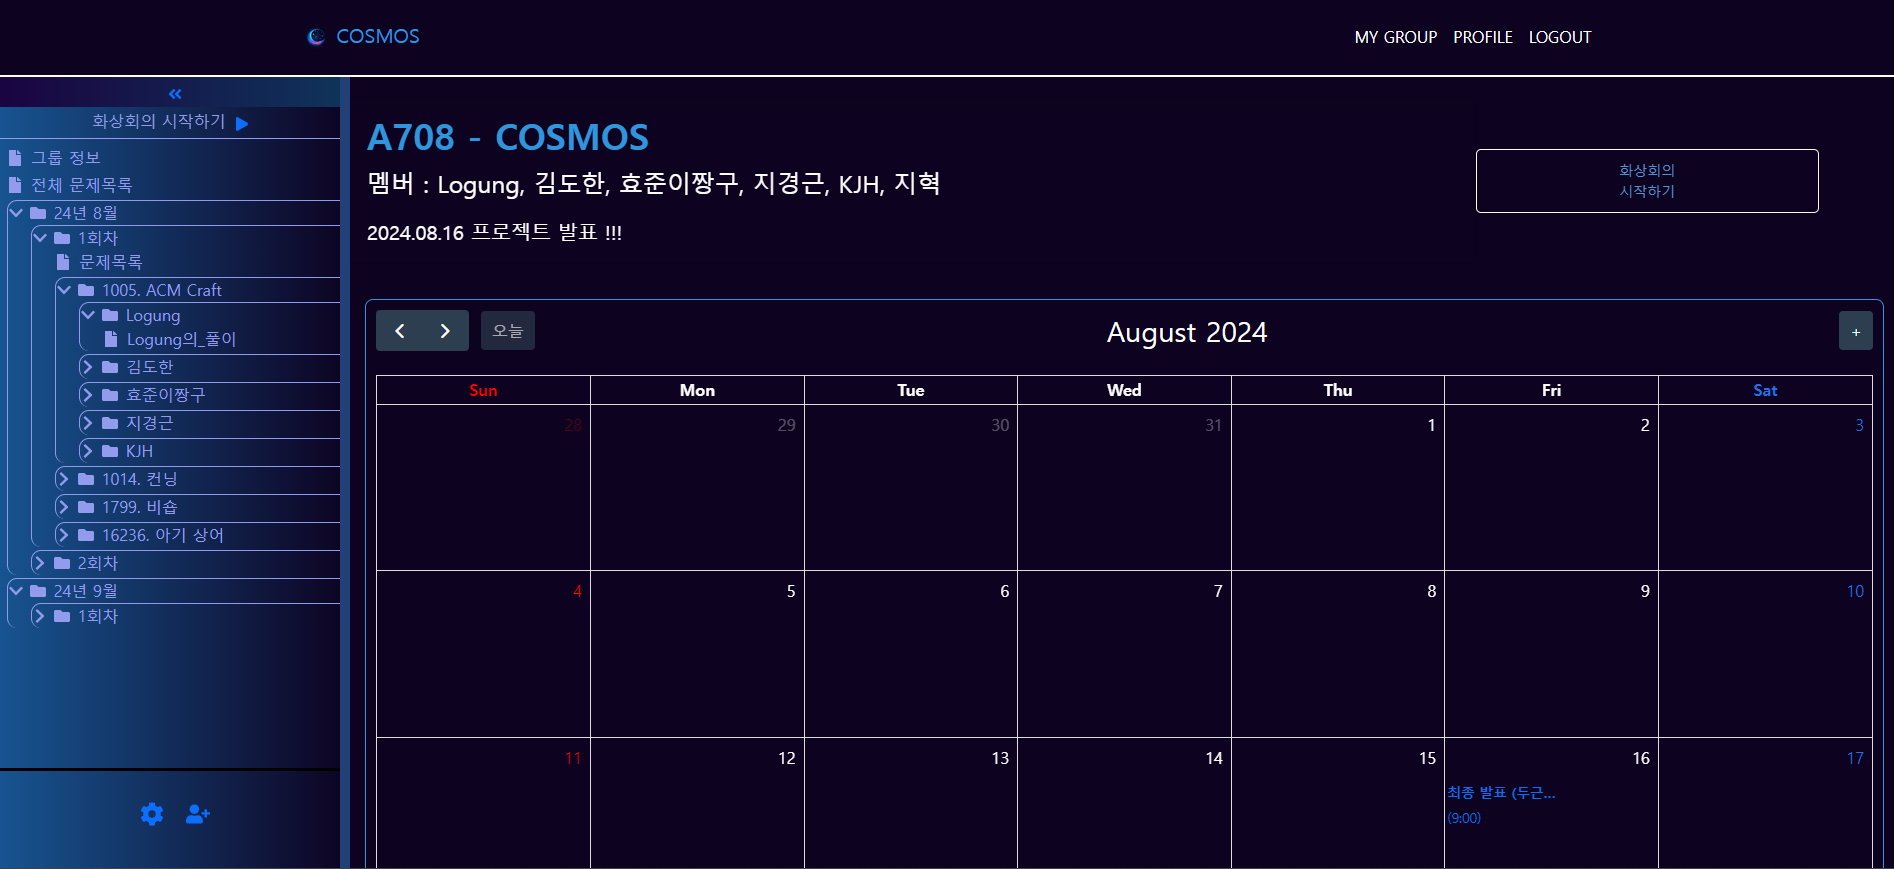 COSMOS
MY GROUP PROFILE LOGOUT
화상회의 시작하기
그룹 정보
전체 문제목록
24년 8월
1회차
문제목록
1005. ACM Craft
Logung
Logung의_풀이
김도한
효준이짱구
지경근
KJH
1014. 컨닝
1799. 비숍
16236. 아기 상어
2회차
24년 9월
1회차
A708 - COSMOS
멤버 : Logung, 김도한, 효준이짱구, 지경근, KJH, 지혁
2024.08.16 프로젝트 발표 !!!
화상회의
시작하기
오늘
August 2024
+
Sun Mon Tue Wed Thu Fri Sat
28 29 30 31 1 2 3
4 5 6 7 8 9 10
11 12 13 14 15 16 17
최종 발표 (두근...
(9:00)